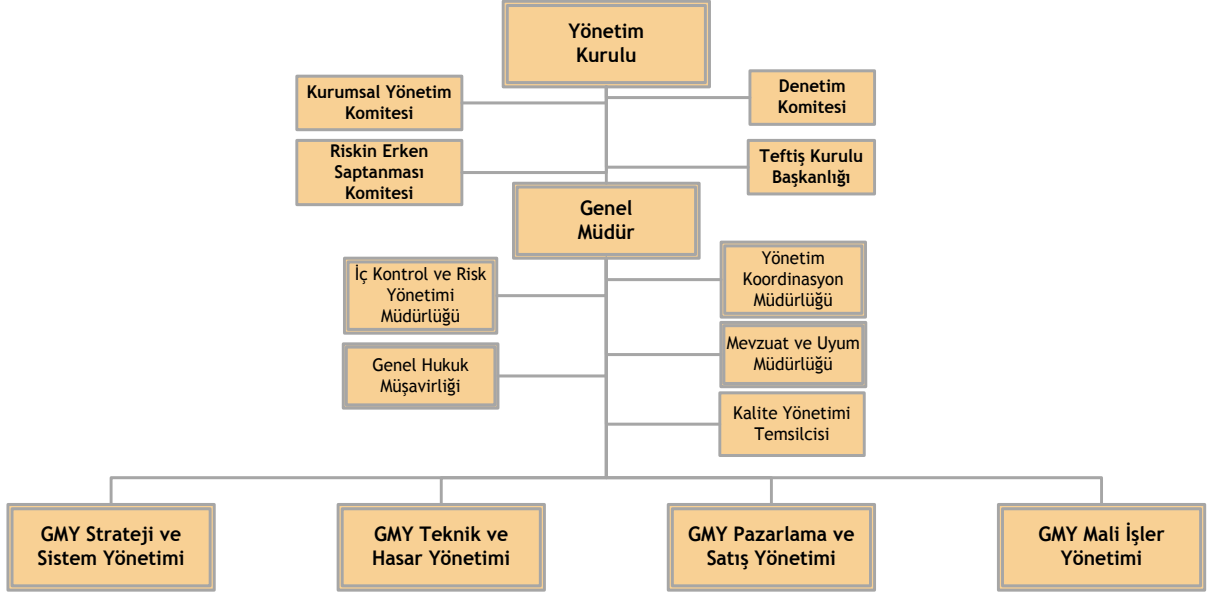 Yönetim
Kurulu
Kurumsal Yönetim
Komitesi
Denetim
Komitesi
Riskin Erken
Saptanması
Komitesi
Teftiş Kurulu
Başkanlığı
Genel
Müdür
İç Kontrol ve Risk
Yönetimi
Müdürlüğü
Yönetim
Koordinasyon
Müdürlüğü
Genel Hukuk
Müşavirliği
Mevzuat ve Uyum
Müdürlüğü
Kalite Yönetimi
Temsilcisi
GMY Strateji ve
Sistem Yönetimi
GMY Teknik ve
Hasar Yönetimi
GMY Pazarlama ve
Satış Yönetimi
GMY Mali İşler
Yönetimi